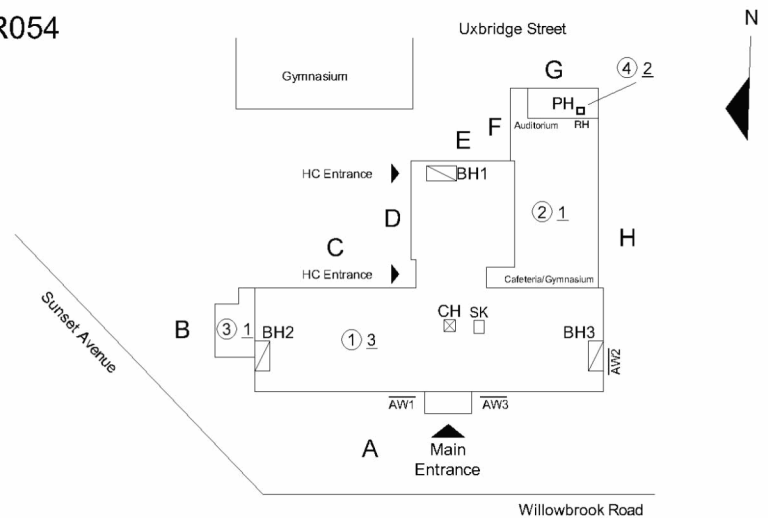 R054
N
Uxbridge Street
Gymnasium
G
④ 2
PH
F
Auditorium RH
E
HC Entrance
BH1
D
② 1
H
C
HC Entrance
Cafeteria/Gymnasium
Sunset Avenue
B
③ 1
BH2
① 3
CH SK
BH3
AW2
AW1
AW3
A
Main
Entrance
Willowbrook Road